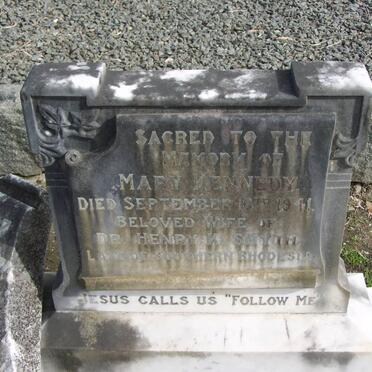 SACRED TO THE
MEMORY OF
MARY KENNEDY
DIED SEPTEMBER 1941.
BELOVED WIFE OF
DR HENRY M. SMITH
LATE OF SOUTHERN RHODESIA
JESUS CALLS US "FOLLOW ME